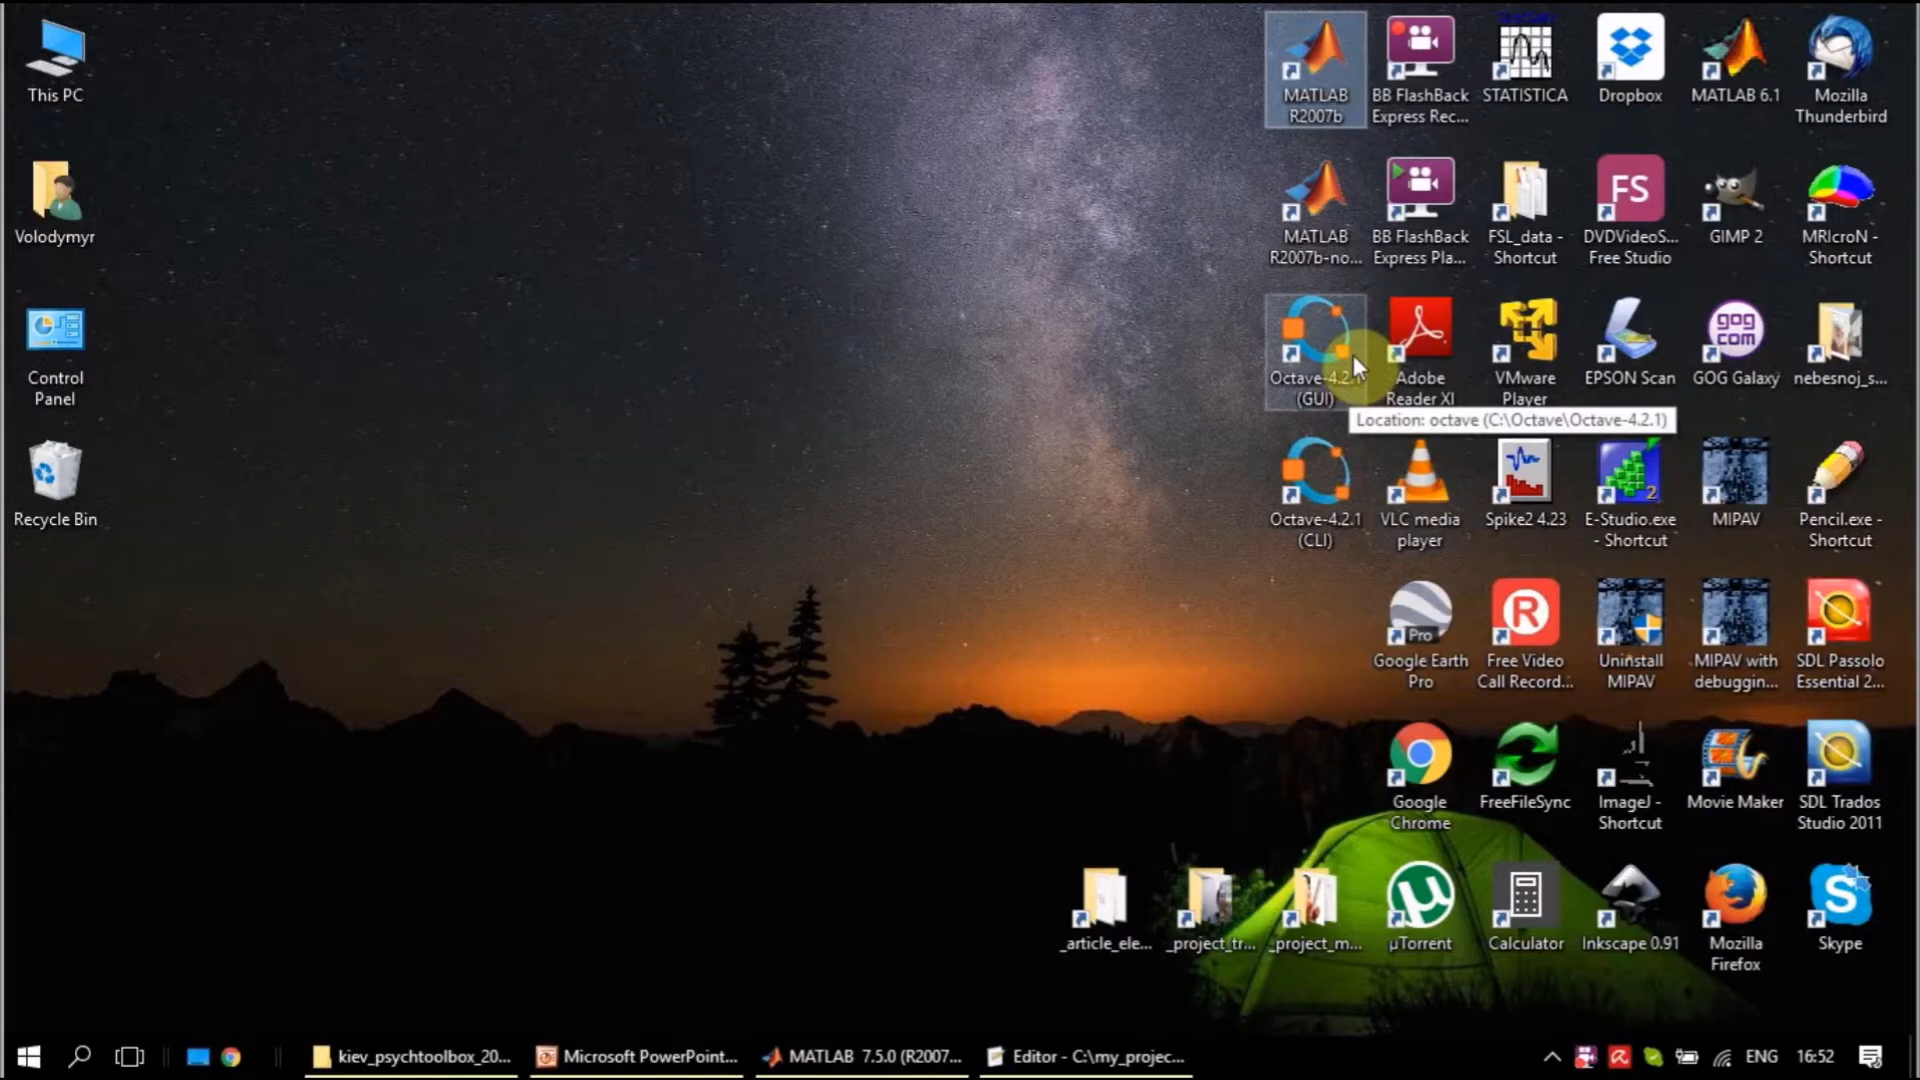 This PC
Volodymyr
Control
Panel
Recycle Bin
MATLAB
R2007b
BB FlashBack
Express Rec...
STATISTICA
Dropbox
MATLAB 6.1
Mozilla
Thunderbird
MATLAB
R2007b-no...
BB FlashBack
Express Pla...
FSL_data -
Shortcut
FS
DVDVideoS...
Free Studio
GIMP 2
MRIcroN -
Shortcut
Octave-4.2.1
(GUI)
Adobe
Reader XI
VMware
Player
EPSON Scan
gog
com
GOG Galaxy
nebesnoj_s...
Location: octave (C:\Octave\Octave-4.2.1)
Octave-4.2.1
(CLI)
VLC media
player
Spike2 4.23
2
E-Studio.exe
- Shortcut
MIPAV
Pencil.exe -
Shortcut
Pro
Google Earth
Pro
R
Free Video
Call Record...
Uninstall
MIPAV
MIPAV with
debuggin...
SDL Passolo
Essential 2...
Google
Chrome
FreeFileSync
ImageJ -
Shortcut
Movie Maker
SDL Trados
Studio 2011
_article_ele...
_project_tr...
_project_m...
µTorrent
Calculator
Inkscape 0.91
Mozilla
Firefox
Skype
kiev_psychtoolbox_20...
Microsoft PowerPoint...
MATLAB 7.5.0 (R2007...
Editor - C:\my_projec...
ENG
16:52